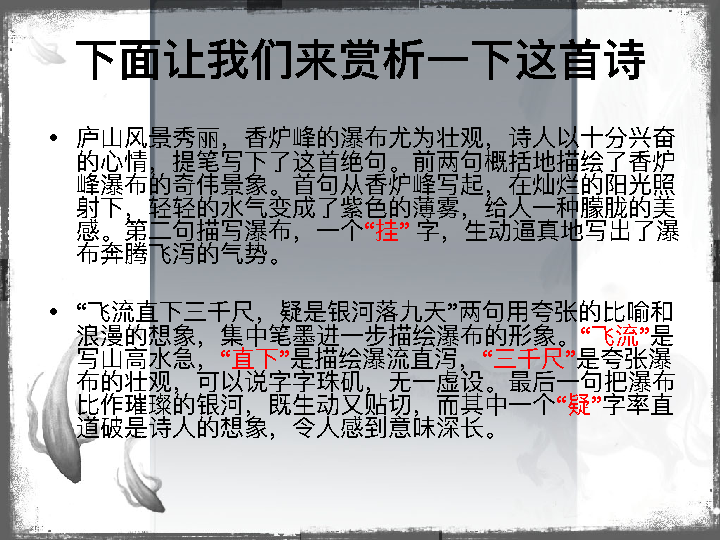 下面让我们来赏析一下这首诗
• 庐山风景秀丽，香炉峰的瀑布尤为壮观，诗人以十分兴奋
的心情，提笔写下了这首绝句。前两句概括地描绘了香炉
峰瀑布的奇伟景象。首句从香炉峰写起，在灿烂的阳光照
射下，轻轻的水气变成了紫色的薄雾，给人一种朦胧的美
感。第二句描写瀑布，一个“挂” 字，生动逼真地写出了瀑
布奔腾飞泻的气势。
• “飞流直下三千尺，疑是银河落九天”两句用夸张的比喻和
浪漫的想象，集中笔墨进一步描绘瀑布的形象。“飞流”是
写山高水急，“直下”是描绘瀑流直泻，“三千尺”是夸张瀑
布的壮观，可以说字字珠矶，无一虚设。最后一句把瀑布
比作璀璨的银河，既生动又贴切，而其中一个“疑”字率直
道破是诗人的想象，令人感到意味深长。